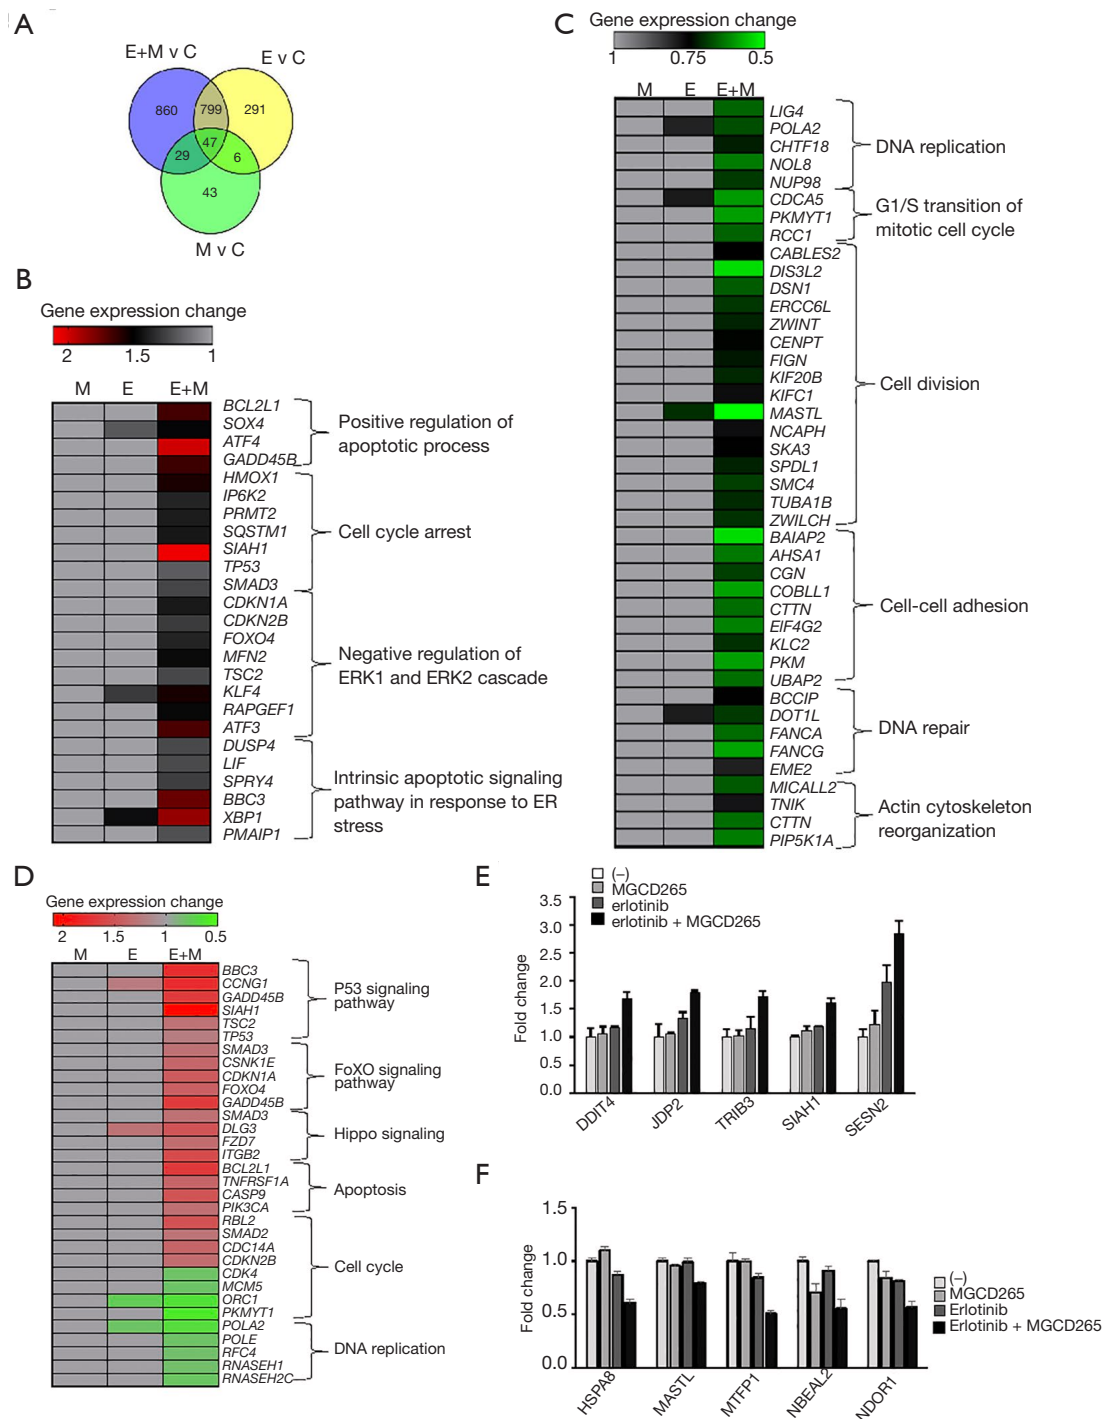 A
E+M v C
E v C
860
799
291
47
29
6
43
M v C
B
Gene expression change
2
1.5
1
M
E
E+M
BCL2L1
SOX4
ATF4
GADD45B
HMOX1
IP6K2
PRMT2
SQSTM1
SIAH1
TP53
SMAD3
CDKN1A
CDKN2B
FOXO4
MFN2
TSC2
KLF4
RAPGEF1
ATF3
DUSP4
LIF
SPRY4
BBC3
XBP1
PMAIP1
Positive regulation of
apoptotic process
Cell cycle arrest
Negative regulation of
ERK1 and ERK2 cascade
Intrinsic apoptotic signaling
pathway in response to ER
stress
C
Gene expression change
1
0.75
0.5
M
E
E+M
LIG4
POLA2
CHTF18
NOL8
NUP98
CDCA5
PKMYT1
RCC1
CABLES2
DIS3L2
DSN1
ERCC6L
ZWINT
CENPT
FIGN
KIF20B
KIFC1
MASTL
NCAPH
SKA3
SPDL1
SMC4
TUBA1B
ZWILCH
BAIAP2
AHSA1
CGN
COBLL1
CTTN
EIF4G2
KLC2
PKM
UBAP2
BCCIP
DOT1L
FANCA
FANCG
EME2
MICALL2
TNIK
CTTN
PIP5K1A
DNA replication
G1/S transition of
mitotic cell cycle
Cell division
Cell-cell adhesion
DNA repair
Actin cytoskeleton
reorganization
D
Gene expression change
2
1.5
1
0.5
M
E
E+M
BBC3
CCNG1
GADD45B
SIAH1
TSC2
TP53
SMAD3
CSNK1E
CDKN1A
FOXO4
GADD45B
SMAD3
DLG3
FZD7
ITGB2
BCL2L1
TNFRSF1A
CASP9
PIK3CA
RBL2
SMAD2
CDC14A
CDKN2B
CDK4
MCM5
ORC1
PKMYT1
POLA2
POLE
RFC4
RNASEH1
RNASEH2C
P53 signaling
pathway
FoXO signaling
pathway
Hippo signaling
Apoptosis
Cell cycle
DNA replication
E
(–)
MGCD265
erlotinib
erlotinib + MGCD265
Fold change
3.5
3.0
2.5
2.0
1.5
1.0
0.5
0.0
DDIT4
JDP2
TRIB3
SIAH1
SESN2
F
Fold change
1.5
1.0
0.5
0.0
(–)
MGCD265
Erlotinib
Erlotinib + MGCD265
HSPA8
MASTL
MTFP1
NBEAL2
NDOR1